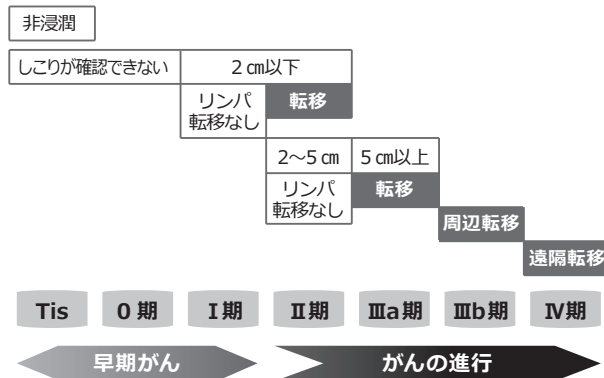 非浸潤
しこりが確認できない
2㎝以下
リンパ
転移なし
転移
2〜5㎝
5㎝以上
リンパ
転移なし
転移
周辺転移
遠隔転移
Tis
0期
Ⅰ期
Ⅱ期
Ⅲa期
Ⅲb期
Ⅳ期
早期がん
がんの進行